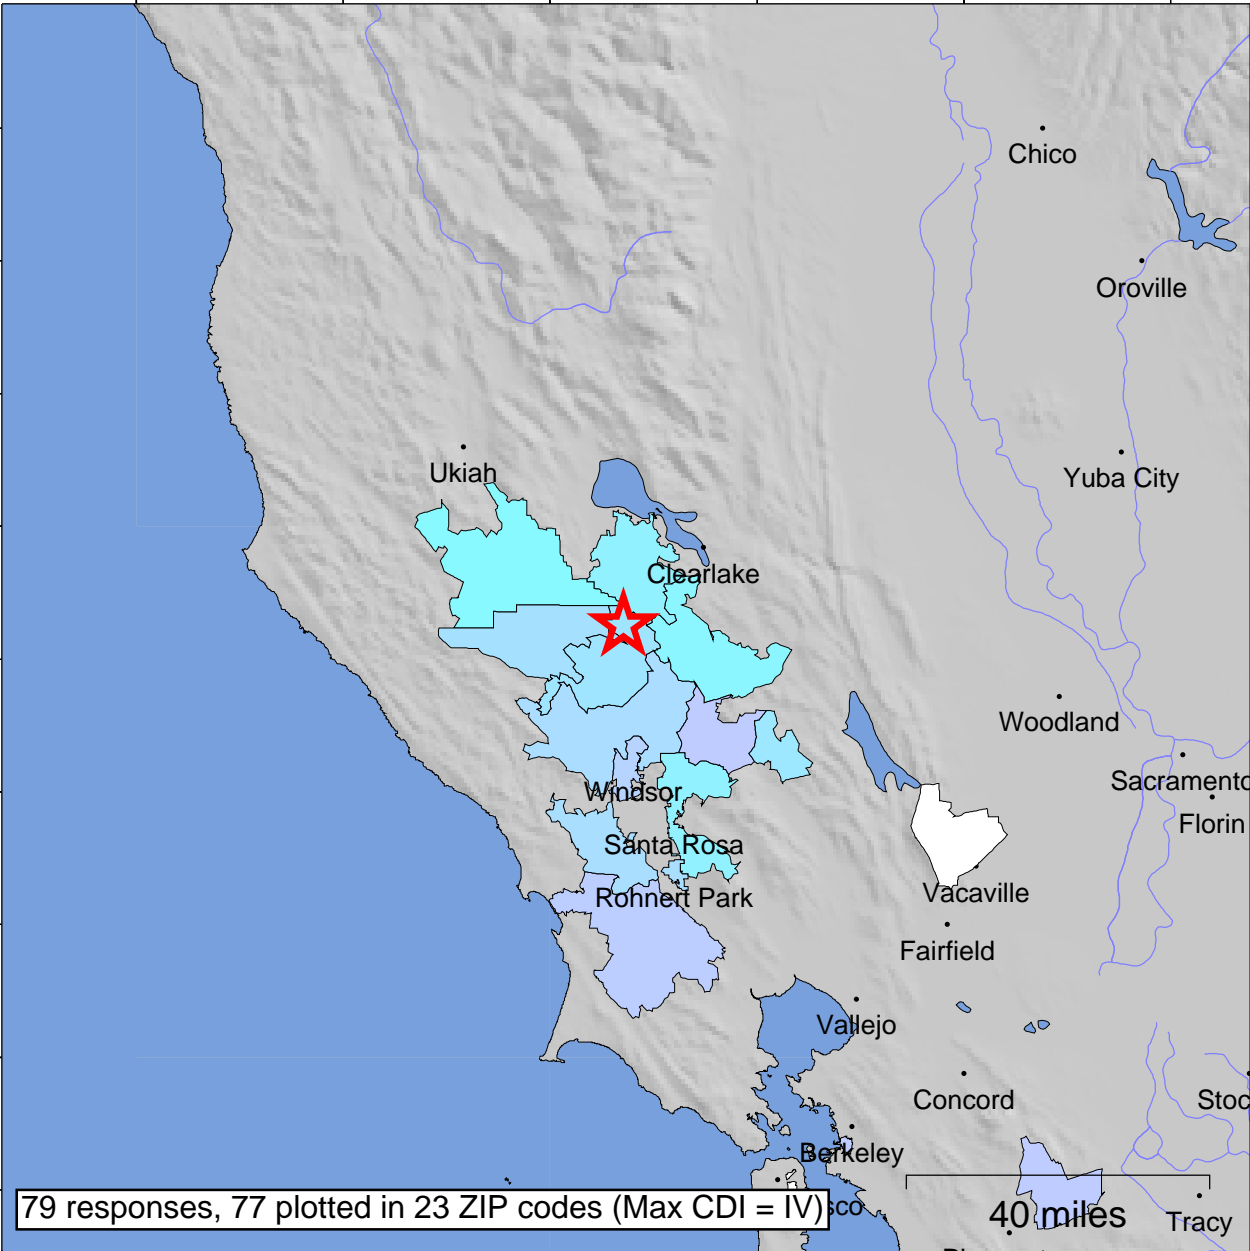 Chico
Oroville
Ukiah
Yuba City
Clearlake
Woodland
Sacramento
Windsor
Florin
Santa Rosa
Vacaville
Rohnert Park
Fairfield
Vallejo
Concord
Stoc
Berkeley
79 responses, 77 plotted in 23 ZIP codes (Max CDI = IV)
sco
40 miles
Tracy